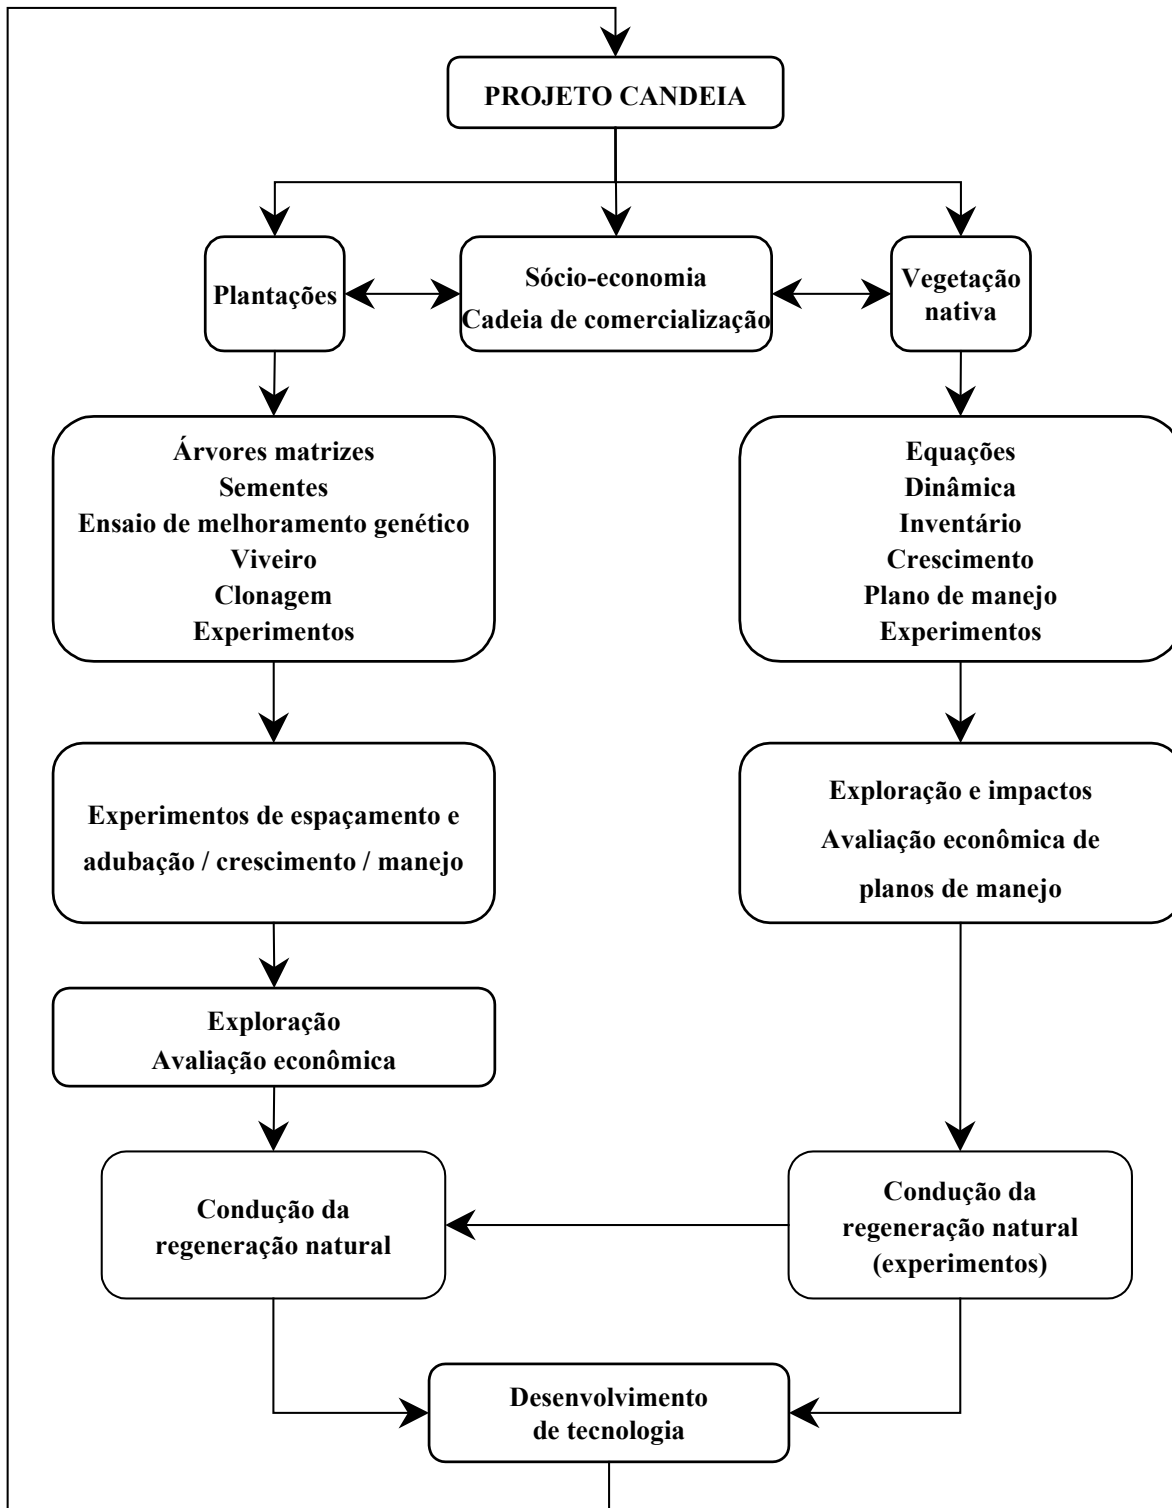 PROJETO CANDEIA
Plantações
Sócio-economia
Cadeia de comercialização
Vegetação
nativa
Árvores matrizes
Sementes
Ensaio de melhoramento genético
Viveiro
Clonagem
Experimentos
Equações
Dinâmica
Inventário
Crescimento
Plano de manejo
Experimentos
Experimentos de espaçamento e
adubação / crescimento / manejo
Exploração e impactos
Avaliação econômica de
planos de manejo
Exploração
Avaliação econômica
Condução da
regeneração natural
Condução da
regeneração natural
(experimentos)
Desenvolvimento
de tecnologia